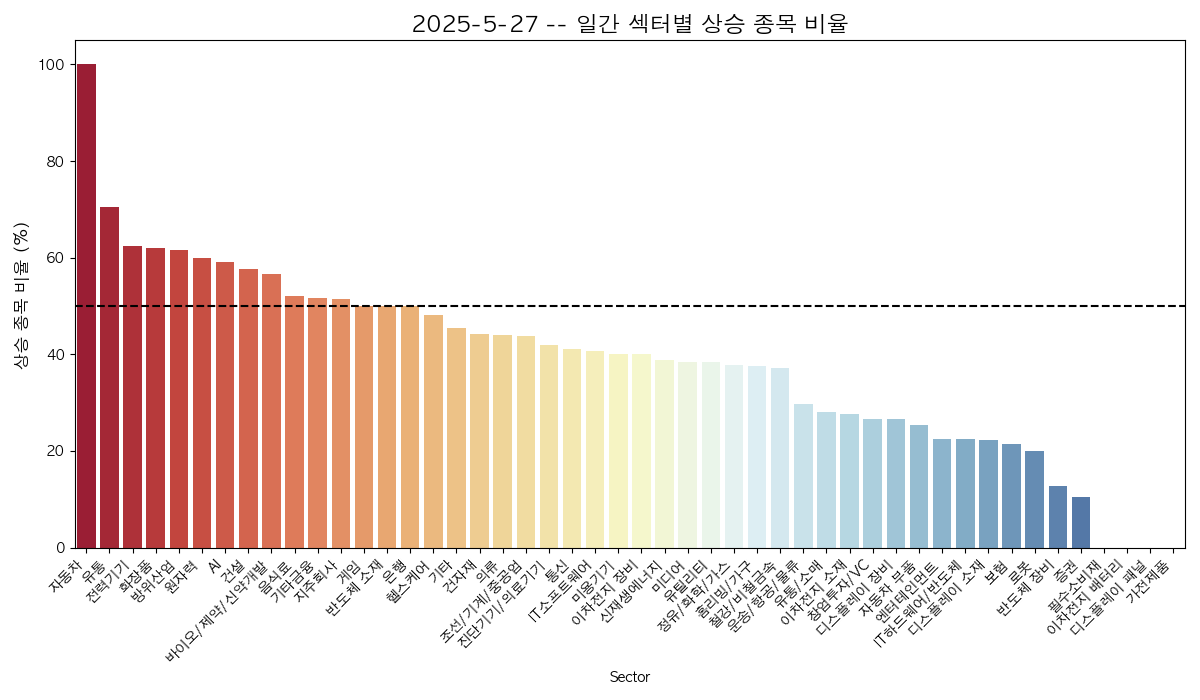 2025-5-27 -- 일간 섹터별 상승 종목 비율
상승 종목 비율 (%)
100
80
60
40
20
0
자동차
유통
전력기기
화장품
방위산업
원자력
AI
건설
바이오/제약/신약개발
음식료
기타금융
지주회사
게임
반도체 소재
은행
헬스케어
기타
건자재
의류
조선/기계/중공업
진단기기/의료기기
통신
IT소프트웨어
미용기기
이차전지 장비
신재생에너지
미디어
유틸리티
정유/화학/가스
홈리빙/가구
철강/비철금속
운송/항공/물류
유통/소매
이차전지 소재
창업투자/VC
디스플레이 장비
자동차 부품
엔터테인먼트
IT하드웨어/반도체
디스플레이 소재
보험
로봇
반도체 장비
증권
필수소비재
이차전지 배터리
디스플레이 패널
가전제품
Sector